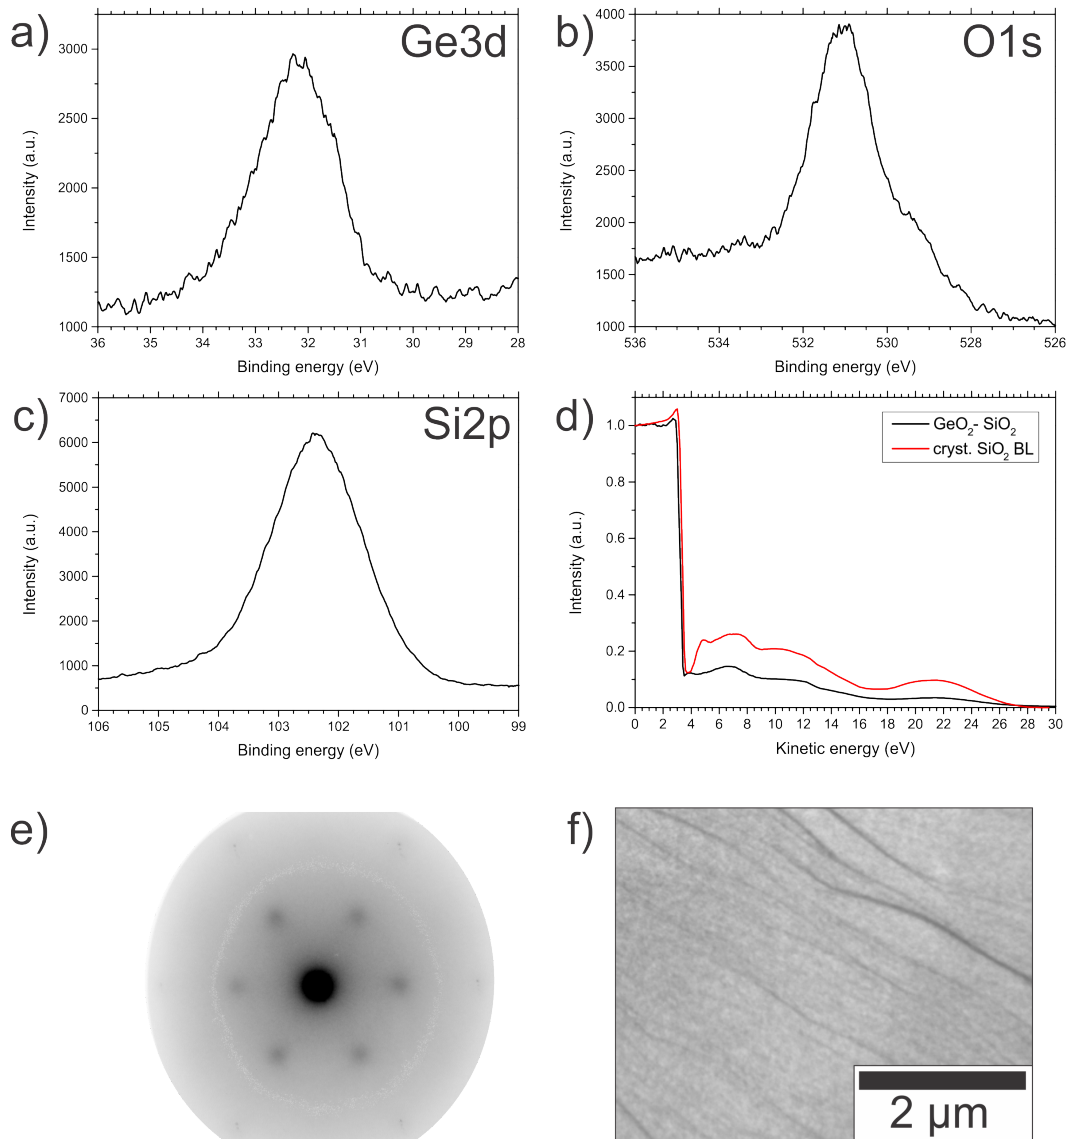 a)
Ge3d
Intensity (a.u.)
3000
2500
2000
1500
1000
36 35 34 33 32 31 30 29 28
Binding energy (eV)
b)
O1s
Intensity (a.u.)
4000
3500
3000
2500
2000
1500
1000
536 534 532 530 528 526
Binding energy (eV)
c)
Si2p
Intensity (a.u.)
7000
6000
5000
4000
3000
2000
1000
0
106 105 104 103 102 101 100 99
Binding energy (eV)
d)
GeO₂- SiO₂
cryst. SiO₂ BL
Intensity (a.u.)
1.0
0.8
0.6
0.4
0.2
0.0
0 2 4 6 8 10 12 14 16 18 20 22 24 26 28 30
Kinetic energy (eV)
e)
f)
2 µm